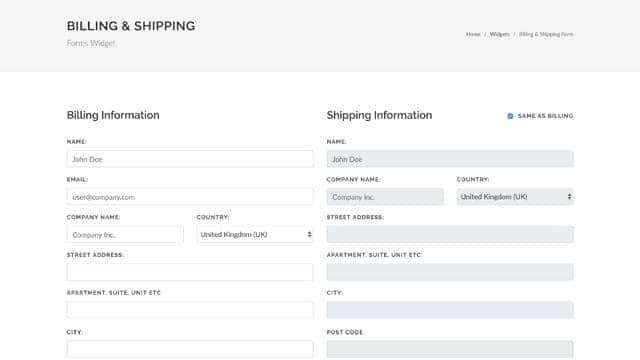 BILLING & SHIPPING
Forms Widget
Home / Widgets / Billing & Shipping Form
Billing Information
NAME:
John Doe
EMAIL:
user@company.com
COMPANY NAME:
COUNTRY:
Company Inc.
United Kingdom (UK)
STREET ADDRESS:
APARTMENT, SUITE, UNIT ETC:
CITY:
Shipping Information
SAME AS BILLING
NAME:
John Doe
COMPANY NAME:
COUNTRY:
Company Inc.
United Kingdom (UK)
STREET ADDRESS:
APARTMENT, SUITE, UNIT ETC:
CITY:
POST CODE: